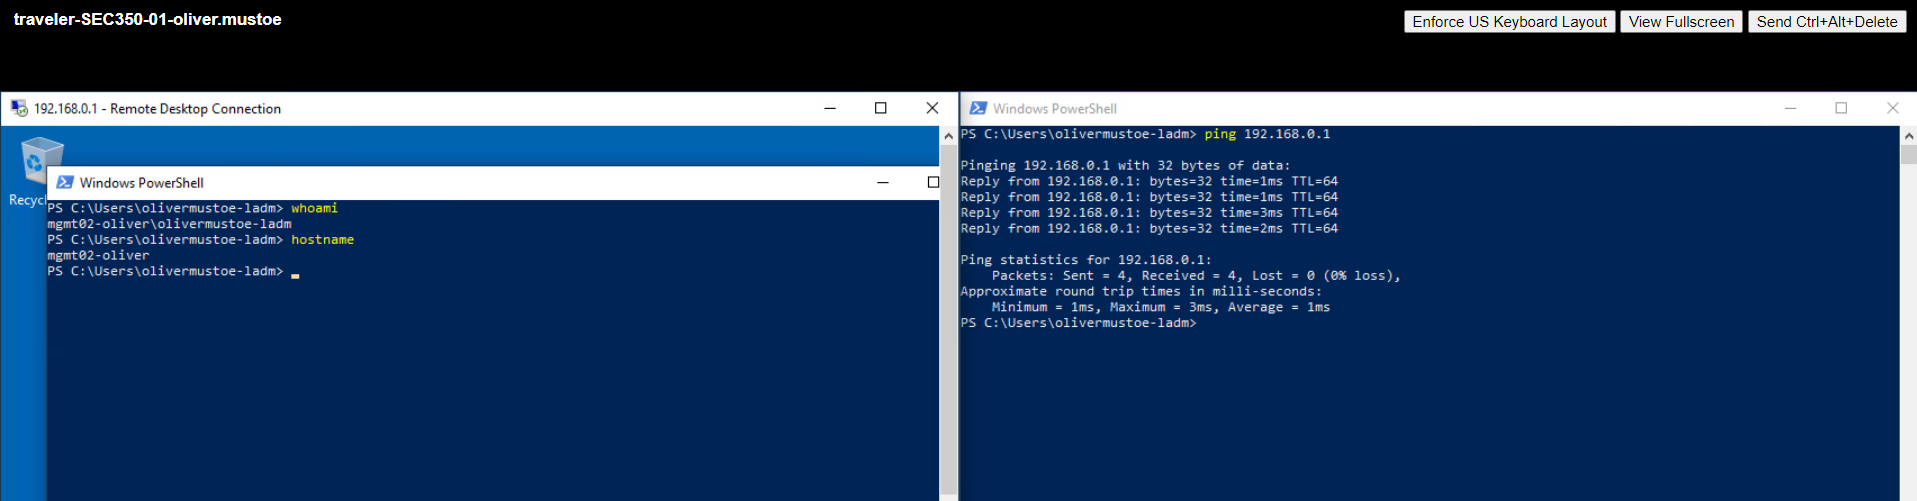 traveler-SEC350-01-oliver.mustoe
Enforce US Keyboard Layout
View Fullscreen
Send Ctrl+Alt+Delete
192.168.0.1 - Remote Desktop Connection
Recycl
Windows PowerShell
PS C:\Users\olivermustoe-ladm> whoami
mgmt02-oliver\olivermustoe-ladm
PS C:\Users\olivermustoe-ladm> hostname
mgmt02-oliver
PS C:\Users\olivermustoe-ladm>
Windows PowerShell
PS C:\Users\olivermustoe-ladm> ping 192.168.0.1
Pinging 192.168.0.1 with 32 bytes of data:
Reply from 192.168.0.1: bytes=32 time=1ms TTL=64
Reply from 192.168.0.1: bytes=32 time=1ms TTL=64
Reply from 192.168.0.1: bytes=32 time=3ms TTL=64
Reply from 192.168.0.1: bytes=32 time=2ms TTL=64
Ping statistics for 192.168.0.1:
    Packets: Sent = 4, Received = 4, Lost = 0 (0% loss),
Approximate round trip times in milli-seconds:
    Minimum = 1ms, Maximum = 3ms, Average = 1ms
PS C:\Users\olivermustoe-ladm>